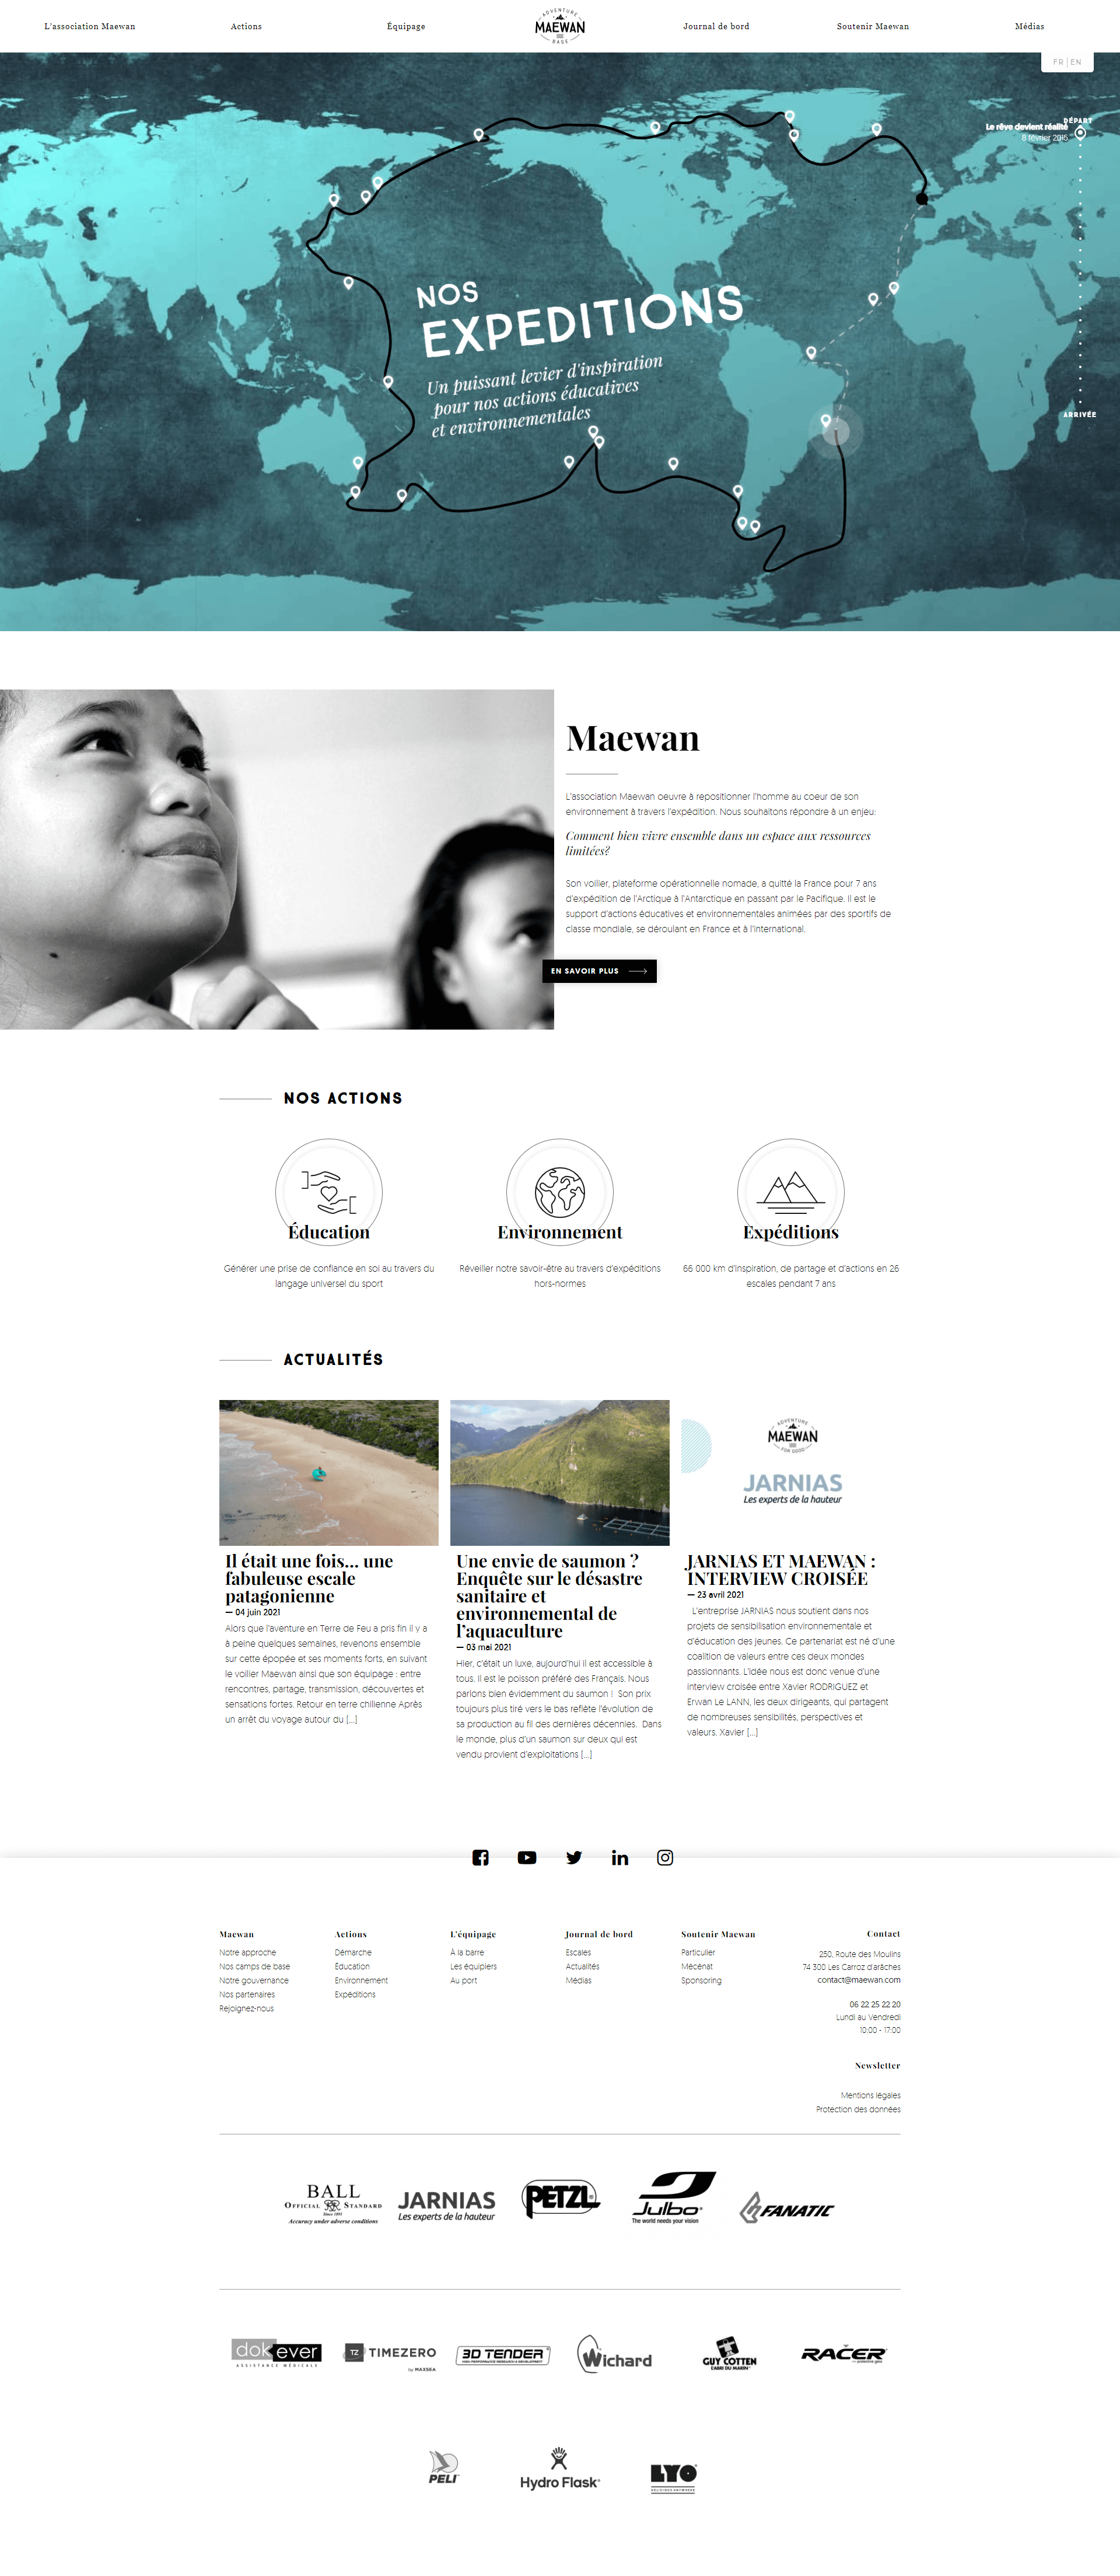 L'association Maewan
Actions
Équipage
ADVENTURE
MAEWAN
BASE
Journal de bord
Soutenir Maewan
Médias
FR | EN
DÉPART
Le rêve devient réalité
8 février 2015
ARRIVÉE
NOS
EXPEDITIONS
Un puissant levier d'inspiration
pour nos actions éducatives
et environnementales
Maewan
L'association Maewan oeuvre à repositionner l'homme au coeur de son
environnement à travers l'expédition. Nous souhaitons répondre à un enjeu:
Comment bien vivre ensemble dans un espace aux ressources
limitées?
Son voilier, plateforme opérationnelle nomade, a quitté la France pour 7 ans
d'expédition de l'Arctique à l'Antarctique en passant par le Pacifique. Il est le
support d'actions éducatives et environnementales animées par des sportifs de
classe mondiale, se déroulant en France et à l'international.
EN SAVOIR PLUS
NOS ACTIONS
Éducation
Générer une prise de confiance en soi au travers du
langage universel du sport
Environnement
Réveiller notre savoir-être au travers d'expéditions
hors-normes
Expéditions
66 000 km d'inspiration, de partage et d'actions en 26
escales pendant 7 ans
ACTUALITÉS
Il était une fois… une
fabuleuse escale
patagonienne
— 04 juin 2021
Alors que l'aventure en Terre de Feu a pris fin il y a
à peine quelques semaines, revenons ensemble
sur cette épopée et ses moments forts, en suivant
le voilier Maewan ainsi que son équipage : entre
rencontres, partage, transmission, découvertes et
sensations fortes. Retour en terre chilienne Après
un arrêt du voyage autour du [...]
Une envie de saumon ?
Enquête sur le désastre
sanitaire et
environnemental de
l'aquaculture
— 03 mai 2021
Hier, c'était un luxe, aujourd'hui il est accessible à
tous. Il est le poisson préféré des Français. Nous
parlons bien évidemment du saumon ! Son prix
toujours plus tiré vers le bas reflète l'évolution de
sa production au fil des dernières décennies. Dans
le monde, plus d'un saumon sur deux qui est
vendu provient d'exploitations [...]
ADVENTURE
MAEWAN
FOR GOOD
JARNIAS
Les experts de la hauteur
JARNIAS ET MAEWAN :
INTERVIEW CROISÉE
— 23 avril 2021
L'entreprise JARNIAS nous soutient dans nos
projets de sensibilisation environnementale et
d'éducation des jeunes. Ce partenariat est né d'une
coalition de valeurs entre ces deux mondes
passionnants. L'idée nous est donc venue d'une
interview croisée entre Xavier RODRIGUEZ et
Erwan Le LANN, les deux dirigeants, qui partagent
de nombreuses sensibilités, perspectives et
valeurs. Xavier [...]
Maewan
Notre approche
Nos camps de base
Notre gouvernance
Nos partenaires
Rejoignez-nous
Actions
Démarche
Éducation
Environnement
Expéditions
L'équipage
À la barre
Les équipiers
Au port
Journal de bord
Escales
Actualités
Médias
Soutenir Maewan
Particulier
Mécénat
Sponsoring
Contact
250, Route des Moulins
74 300 Les Carroz d'arâches
contact@maewan.com
06 22 25 22 20
Lundi au Vendredi
10:00 - 17:00
Newsletter
Mentions légales
Protection des données
BALL
OFFICIAL STANDARD
Since 1891
Accuracy under adverse conditions
JARNIAS
Les experts de la hauteur
PETZL
Julbo
The world needs your vision
FANATIC
dokever
ASSISTANCE MÉDICALE
TZ TIMEZERO
by MAXSEA
3D TENDER
HIGH PERFORMANCE RESEARCH & DEVELOPMENT
Wichard
GUY COTTEN
L'ABRI DU MARIN
RACER
PELI
Hydro Flask
LYO